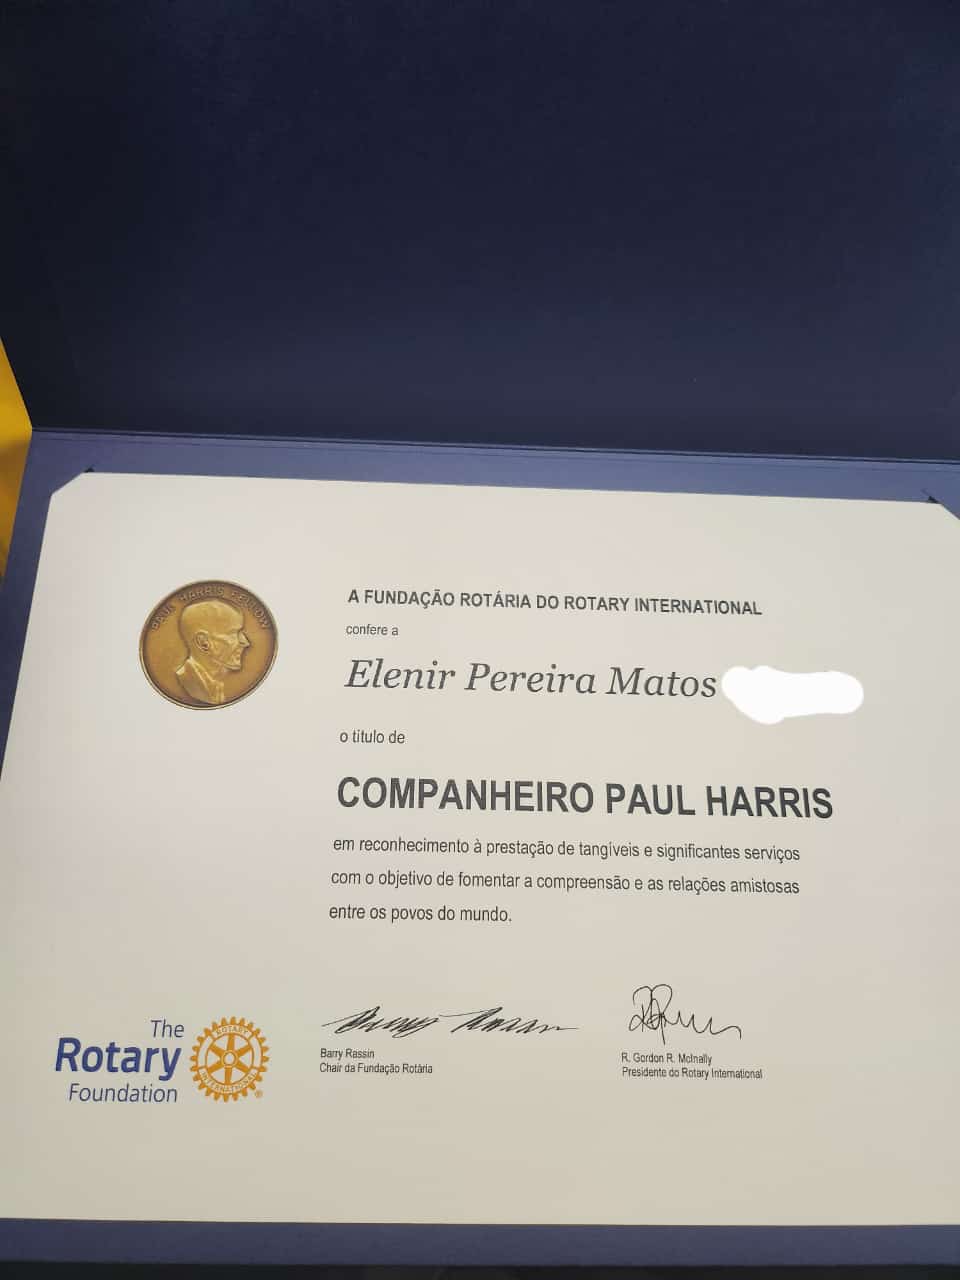 PAUL HARRIS FELLOW
A FUNDAÇÃO ROTÁRIA DO ROTARY INTERNATIONAL
confere a
Elenir Pereira Matos
o título de
COMPANHEIRO PAUL HARRIS
em reconhecimento à prestação de tangíveis e significantes serviços
com o objetivo de fomentar a compreensão e as relações amistosas
entre os povos do mundo.
The
Rotary
Foundation
ROTARY
INTERNATIONAL
®
Barry Rassin
Barry Rassin
Chair da Fundação Rotária
R. Gordon R. McInally
Presidente do Rotary International